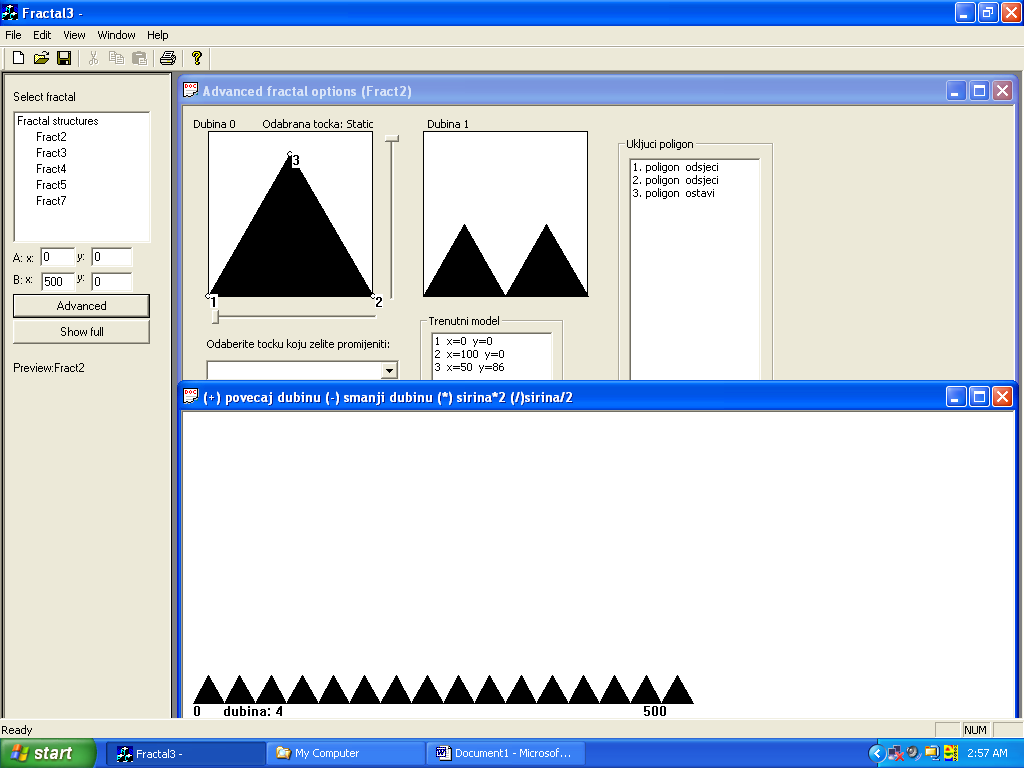 Fractal3 -
File Edit View Window Help
Select fractal
Fractal structures
Fract2
Fract3
Fract4
Fract5
Fract7
A: x: 0 y: 0
B: x: 500 y: 0
Advanced
Show full
Preview:Fract2
Advanced fractal options (Fract2)
Dubina 0 Odabrana tocka: Static Dubina 1
3
1 2
Ukljuci poligon
1. poligon odsjeci
2. poligon odsjeci
3. poligon ostavi
Odaberite tocku koju zelite promijeniti:
Trenutni model
1 x=0 y=0
2 x=100 y=0
3 x=50 y=86
(+) povecaj dubinu (-) smanji dubinu (*) sirina*2 (/)sirina/2
0 dubina: 4 500
Ready NUM
start Fractal3 - My Computer Document1 - Microsof... 2:57 AM